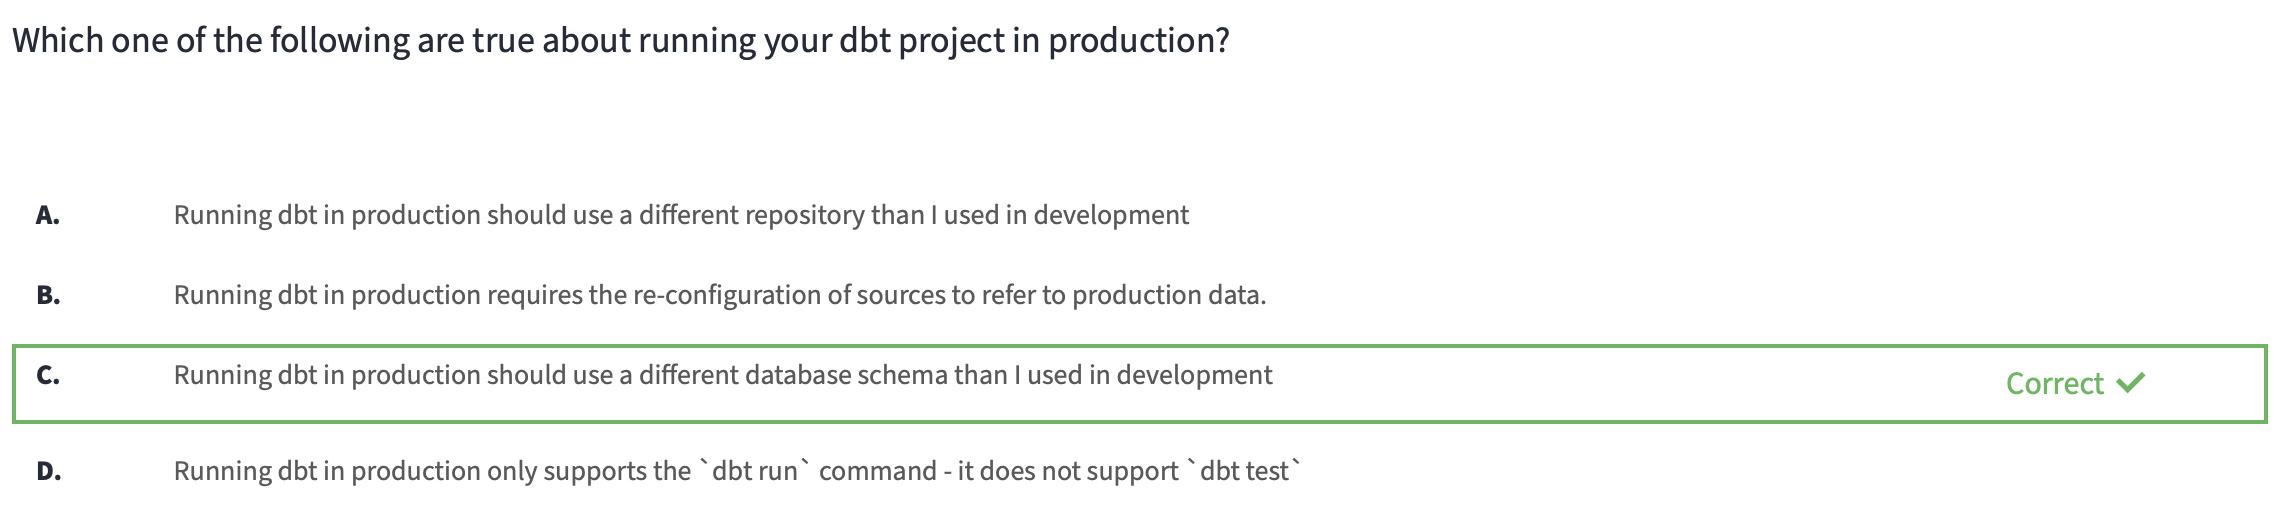 Which one of the following are true about running your dbt project in production?
A. Running dbt in production should use a different repository than I used in development
B. Running dbt in production requires the re-configuration of sources to refer to production data.
C. Running dbt in production should use a different database schema than I used in development Correct ✓
D. Running dbt in production only supports the `dbt run` command - it does not support `dbt test`